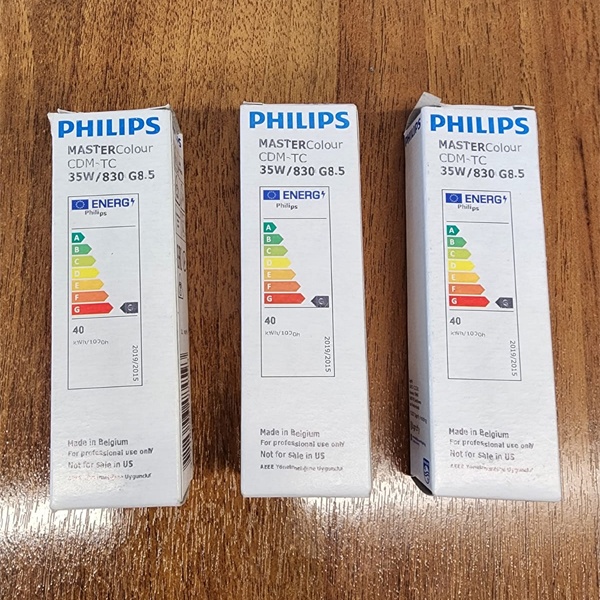 PHILIPS
MASTERColour
CDM-TC
35W/830 G8.5
ENERG
Philips
A
B
C
D
E
F
G
G
40
kWh/1000h
2019/2015
Made in Belgium
For professional use only
Not for sale in US
AEEE
PHILIPS
MASTERColour
CDM-TC
35W/830 G8.5
ENERG
Philips
A
B
C
D
E
F
G
G
40
kWh/1000h
2019/2015
Made in Belgium
For professional use only
Not for sale in US
AEEE
PHILIPS
MASTERColour
CDM-TC
35W/830 G8.5
ENERG
Philips
A
B
C
D
E
F
G
G
40
kWh/1000h
2019/2015
Made in Belgium
For professional use only
Not for sale in US
AEEE